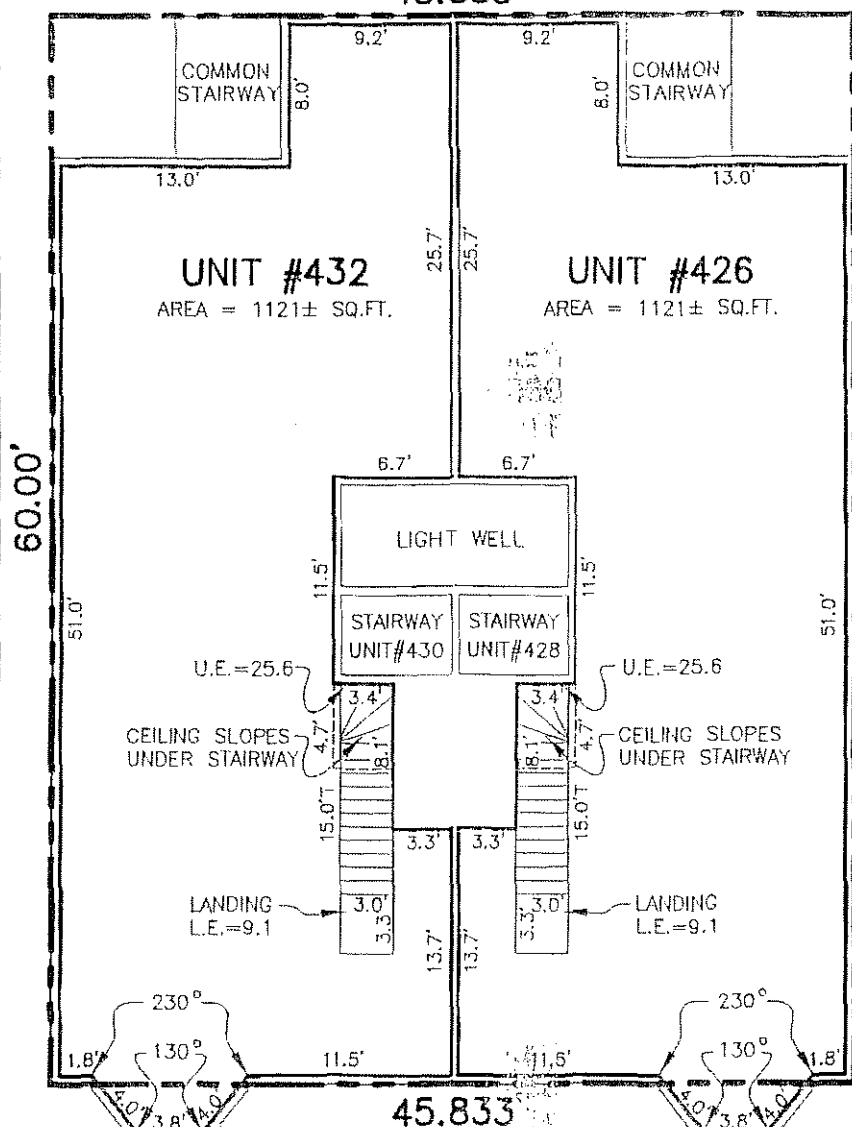 9.2' 9.2'
COMMON
STAIRWAY
8.0'
COMMON
STAIRWAY
8.0'
13.0' 13.0'
25.7' 25.7'
UNIT #432
AREA = 1121± SQ.FT.
UNIT #426
AREA = 1121± SQ.FT.
60.00'
6.7' 6.7'
LIGHT WELL
11.5' 11.5'
51.0' 51.0'
STAIRWAY
UNIT#430
STAIRWAY
UNIT#428
U.E.=25.6 U.E.=25.6
3.4' 3.4'
4.7' 4.7'
CEILING SLOPES
UNDER STAIRWAY
CEILING SLOPES
UNDER STAIRWAY
8.1' 8.1'
15.0'T 15.0'T
3.3' 3.3'
LANDING
L.E.=9.1
LANDING
L.E.=9.1
3.0' 3.0'
3.3' 3.3'
13.7' 13.7'
230° 230°
130° 130°
1.8' 11.5' 11.5' 1.8'
4.0' 3.8' 4.0' 4.0' 3.8' 4.0'
45.833